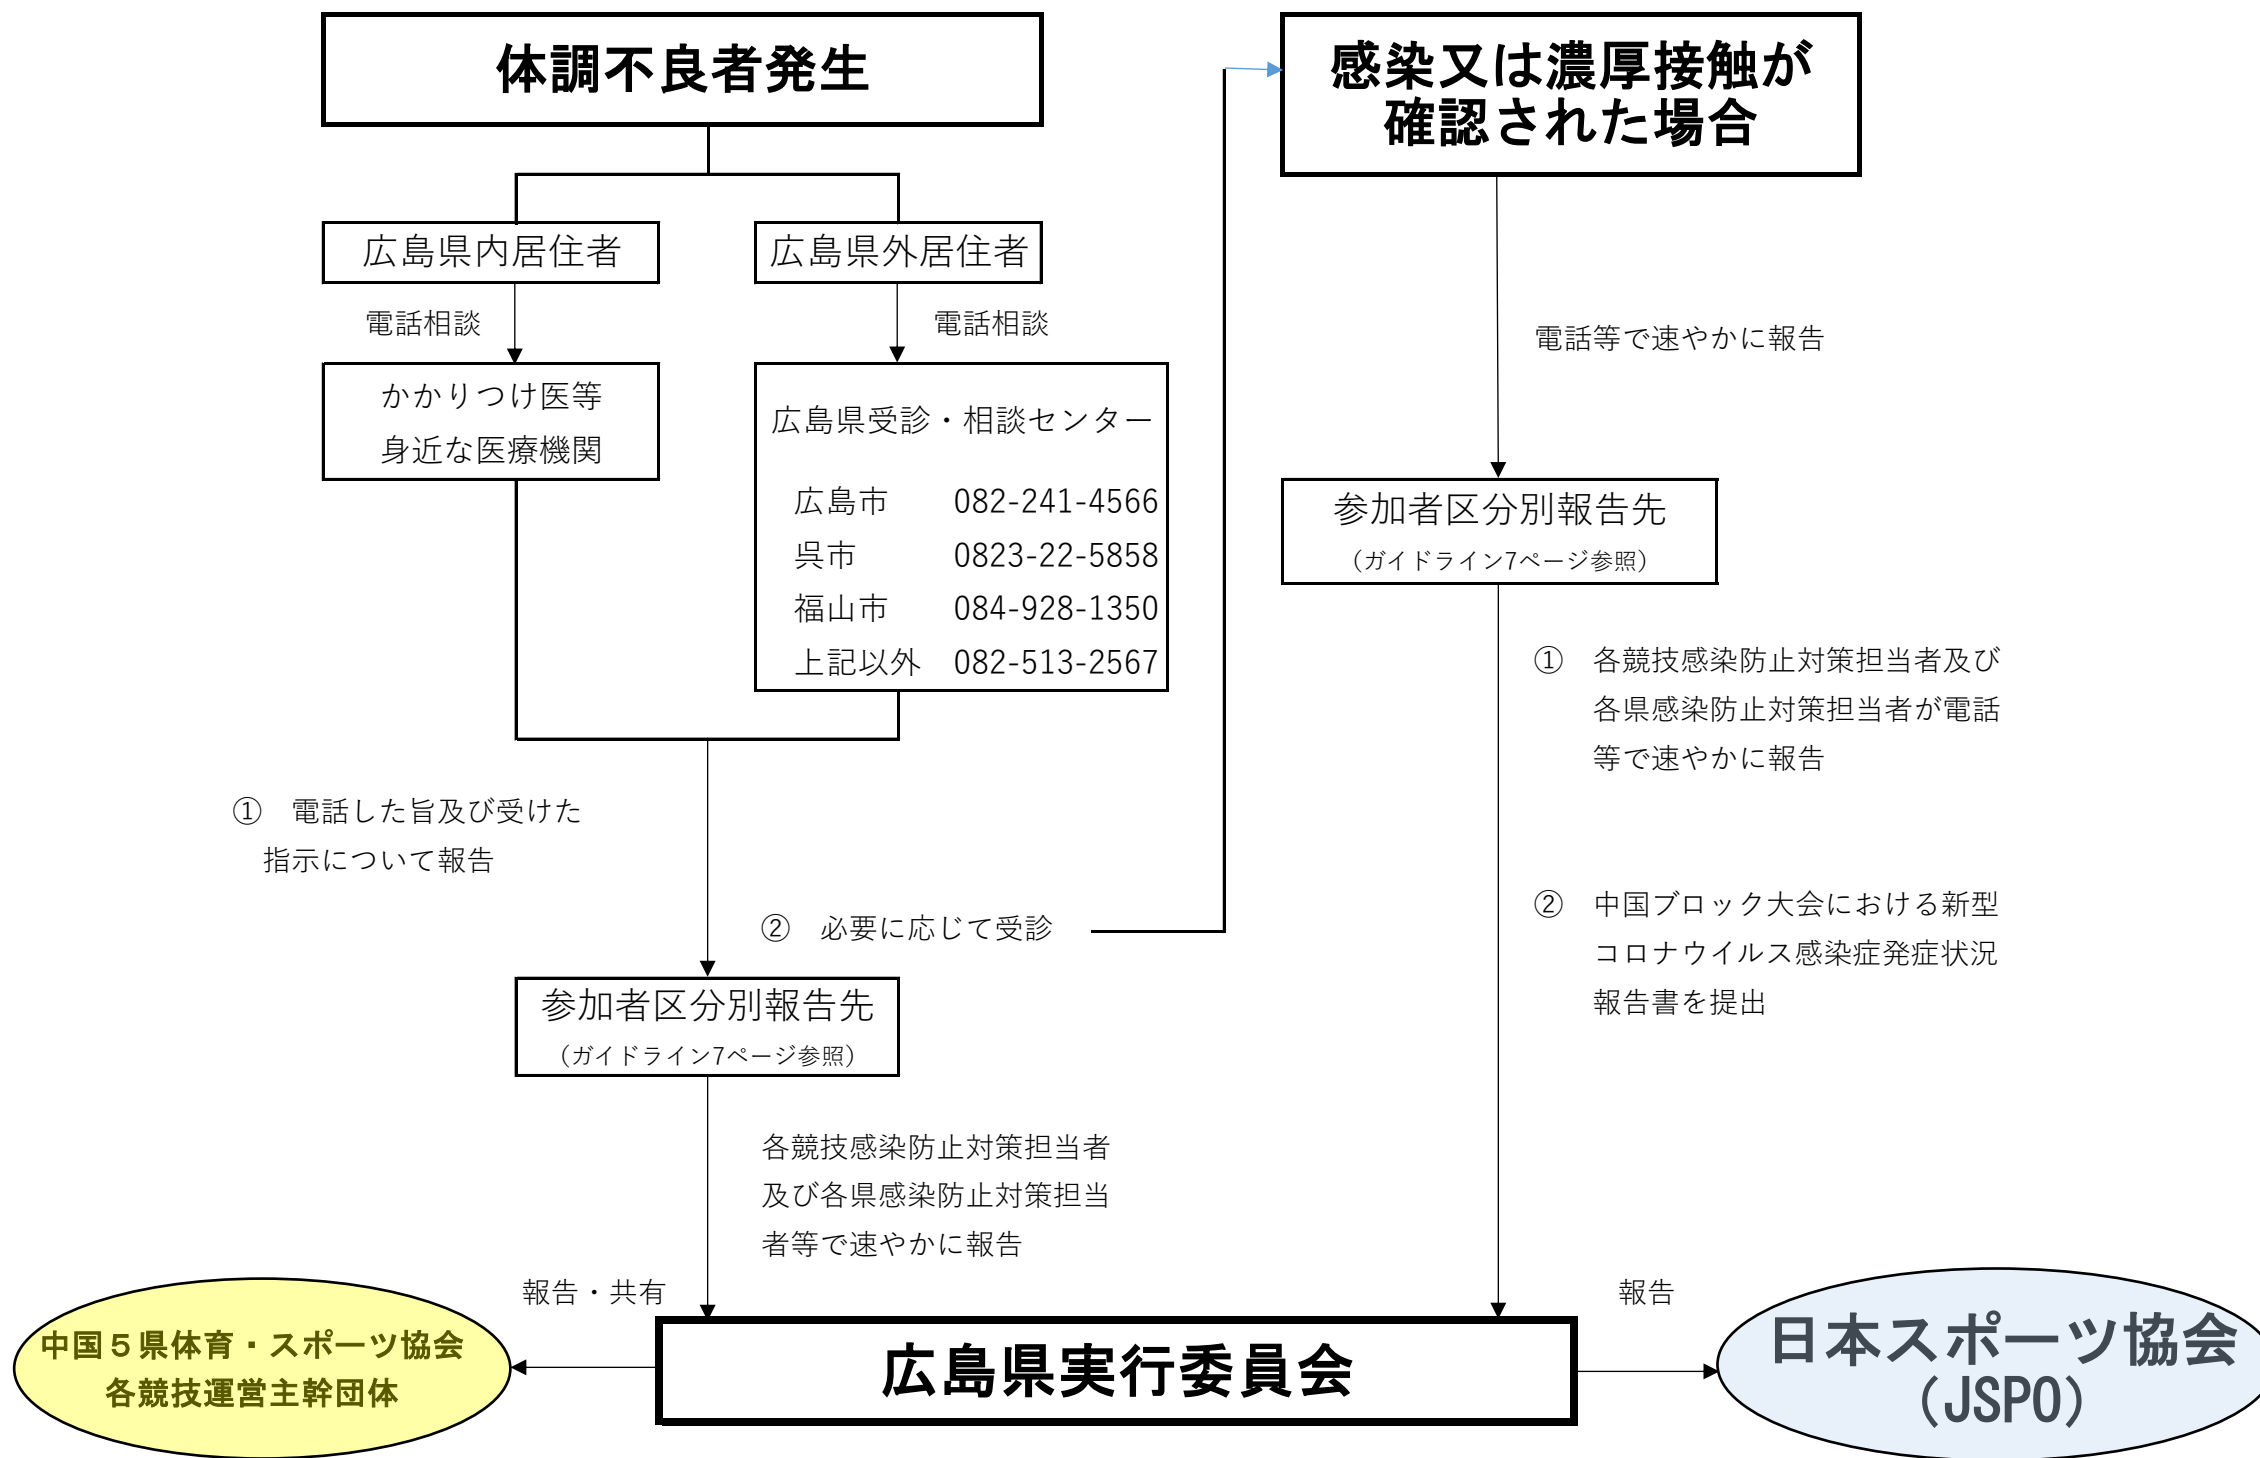 体調不良者発生
広島県内居住者
広島県外居住者
電話相談
電話相談
かかりつけ医等
身近な医療機関
広島県受診・相談センター
広島市 082-241-4566
呉市 0823-22-5858
福山市 084-928-1350
上記以外 082-513-2567
① 電話した旨及び受けた
指示について報告
② 必要に応じて受診
参加者区分別報告先
（ガイドライン7ページ参照）
各競技感染防止対策担当者
及び各県感染防止対策担当
者等で速やかに報告
感染又は濃厚接触が
確認された場合
電話等で速やかに報告
参加者区分別報告先
（ガイドライン7ページ参照）
① 各競技感染防止対策担当者及び
各県感染防止対策担当者が電話
等で速やかに報告
② 中国ブロック大会における新型
コロナウイルス感染症発症状況
報告書を提出
報告・共有
中国５県体育・スポーツ協会
各競技運営主幹団体
広島県実行委員会
報告
日本スポーツ協会
（JSPO）